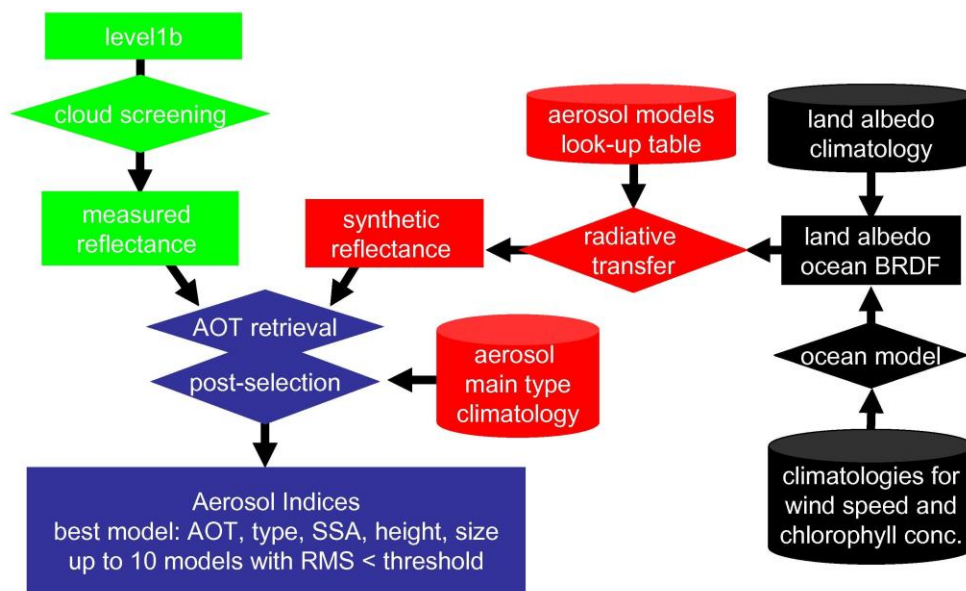 level1b
cloud screening
measured
reflectance
synthetic
reflectance
aerosol models
look-up table
radiative
transfer
land albedo
climatology
land albedo
ocean BRDF
ocean model
climatologies for
wind speed and
chlorophyll conc.
AOT retrieval
post-selection
aerosol
main type
climatology
Aerosol Indices
best model: AOT, type, SSA, height, size
up to 10 models with RMS < threshold